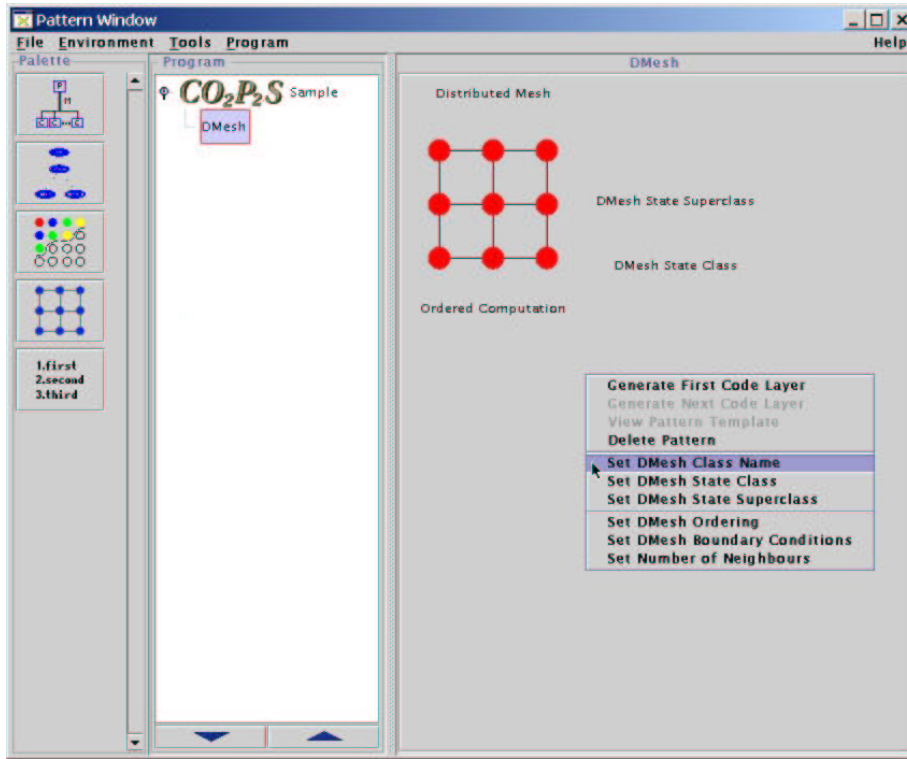 Pattern Window
File Environment Tools Program Help
Palette
Program
DMesh
P
M
C C ... C
CO₂P₂S Sample
DMesh
Distributed Mesh
DMesh State Superclass
DMesh State Class
Ordered Computation
1.first
2.second
3.third
Generate First Code Layer
Generate Next Code Layer
View Pattern Template
Delete Pattern
Set DMesh Class Name
Set DMesh State Class
Set DMesh State Superclass
Set DMesh Ordering
Set DMesh Boundary Conditions
Set Number of Neighbours